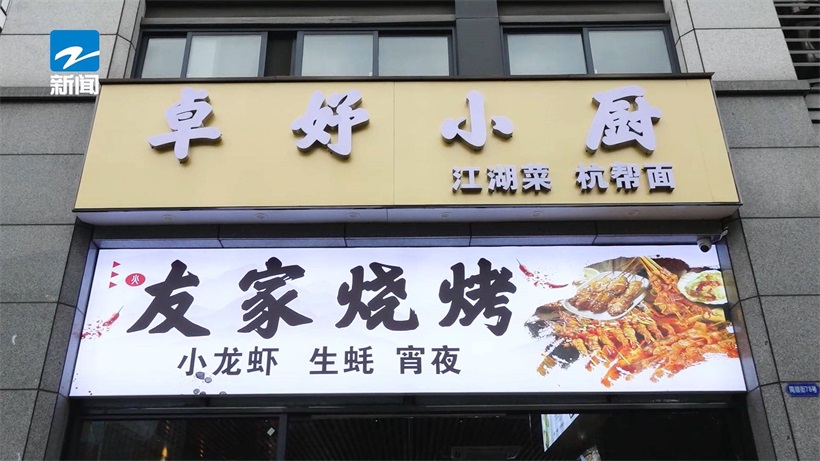 新闻
卓好小厨
江湖菜 杭帮面
友家烧烤
小龙虾 生蚝 宵夜